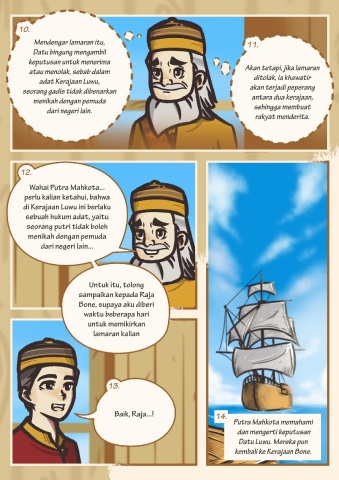 10.
Mendengar lamaran itu,
Datu bingung mengambil
keputusan untuk menerima
atau menolak, sebab dalam
adat Kerajaan Luwu,
seorang gadis tidak dibenarkan
menikah dengan pemuda
dari negeri lain.
11.
Akan tetapi, jika lamaran
ditolak, ia khawatir
akan terjadi peperangan
antara dua kerajaan,
sehingga membuat
rakyat menderita.
12.
Wahai Putra Mahkota...
perlu kalian ketahui, bahwa
di Kerajaan Luwu ini berlaku
sebuah hukum adat, yaitu
seorang putri tidak boleh
menikah dengan pemuda
dari negeri lain...
Untuk itu, tolong
sampaikan kepada Raja
Bone, supaya aku diberi
waktu beberapa hari
untuk memikirkan
lamaran kalian
13.
Baik, Raja...!
14.
Putra Mahkota memahami
dan mengerti keputusan
Datu Luwu. Mereka pun
kembali ke Kerajaan Bone.